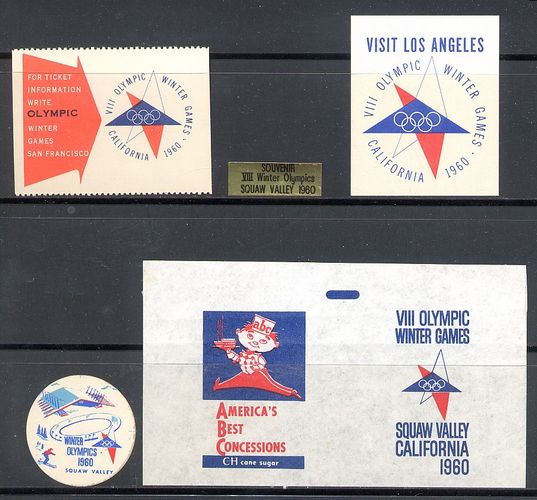 FOR TICKET
INFORMATION
WRITE
OLYMPIC
WINTER
GAMES
SAN FRANCISCO
VIII OLYMPIC WINTER GAMES.
CALIFORNIA 1960.
SOUVENIR
VIII Winter Olympics
SQUAW VALLEY 1960
VISIT LOS ANGELES
VIII OLYMPIC WINTER GAMES.
CALIFORNIA 1960.
abc
AMERICA'S
BEST
CONCESSIONS
CH cane sugar
VIII OLYMPIC
WINTER GAMES
SQUAW VALLEY
CALIFORNIA
1960
WINTER
OLYMPICS
1960
SQUAW VALLEY